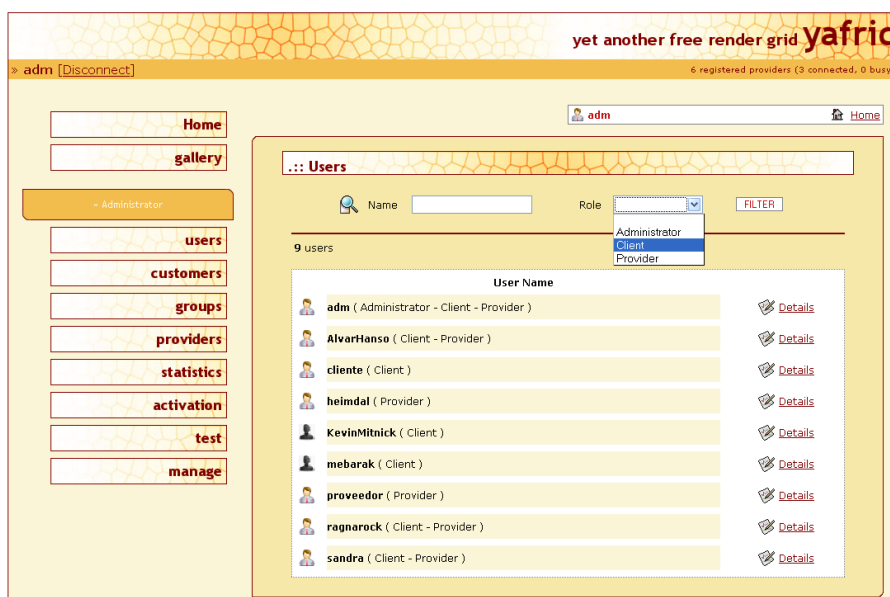 yet another free render grid yafrid
» adm [Disconnect]
6 registered providers (3 connected, 0 busy
adm
Home
Home
gallery
» Administrator
users
customers
groups
providers
statistics
activation
test
manage
.:: Users
Name
Role
FILTER
Administrator
Client
Provider
9 users
User Name
adm ( Administrator - Client - Provider ) Details
AlvarHanso ( Client - Provider ) Details
cliente ( Client ) Details
heimdal ( Provider ) Details
KevinMitnick ( Client ) Details
mebarak ( Client ) Details
proveedor ( Provider ) Details
ragnarock ( Client - Provider ) Details
sandra ( Client - Provider ) Details